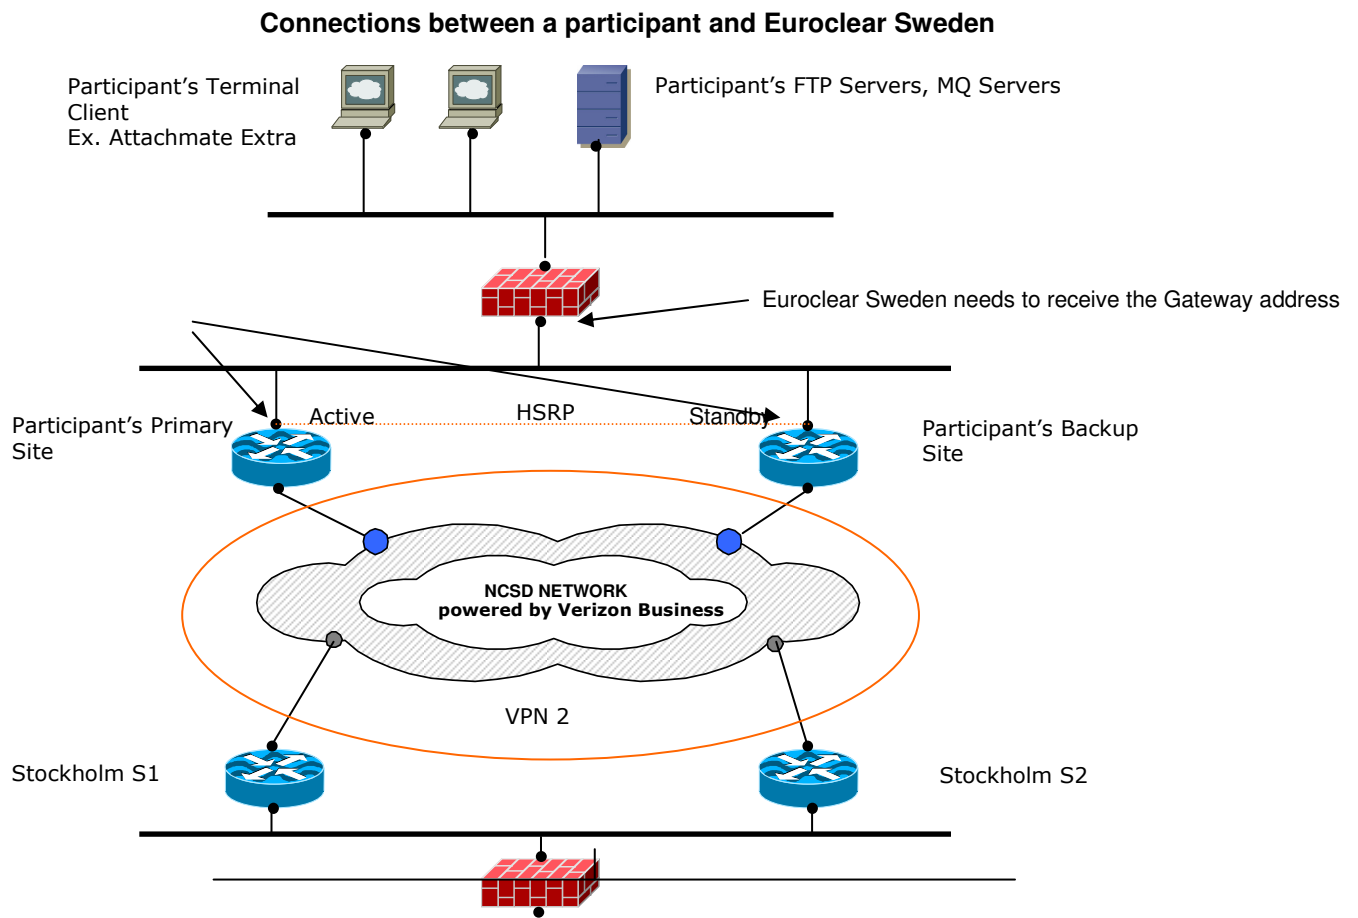 Connections between a participant and Euroclear Sweden
Participant’s Terminal
Client
Ex. Attachmate Extra
Participant’s FTP Servers, MQ Servers
Euroclear Sweden needs to receive the Gateway address
Active
HSRP
Standby
Participant’s Primary
Site
Participant’s Backup
Site
NCSD NETWORK
powered by Verizon Business
VPN 2
Stockholm S1
Stockholm S2